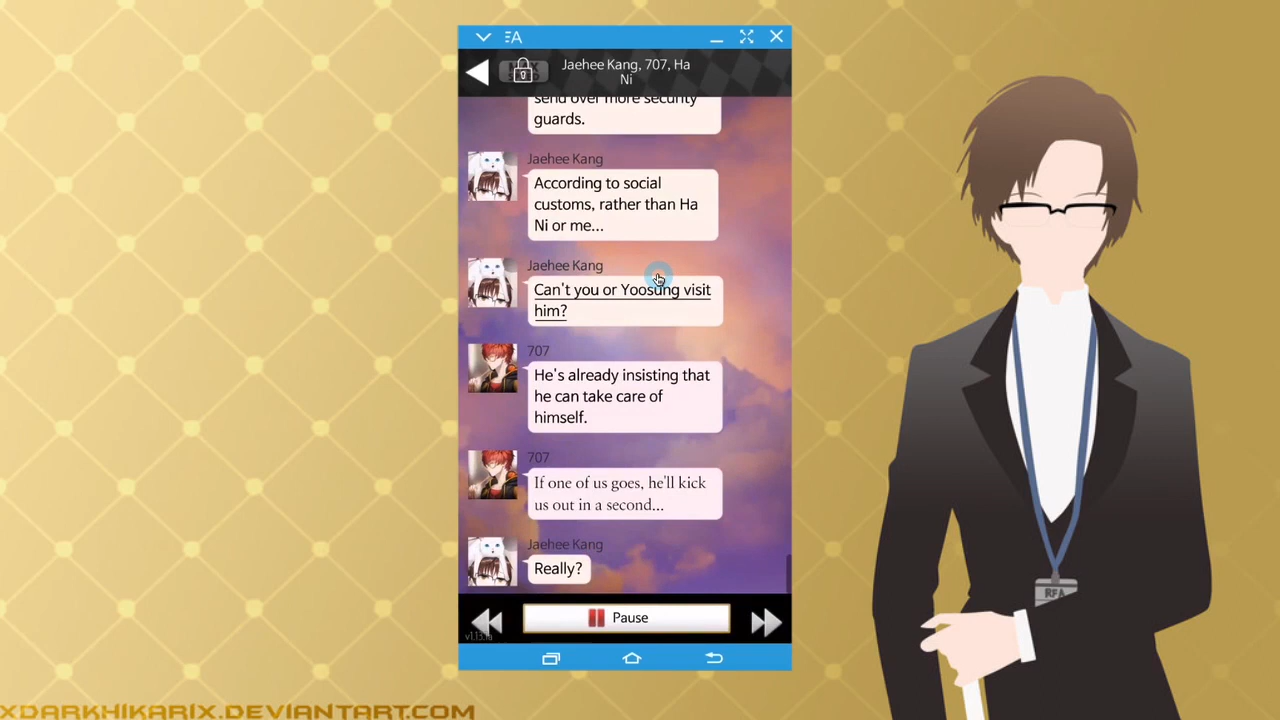 Jaehee Kang, 707, Ha
Ni
send over more security
guards.
Jaehee Kang
According to social
customs, rather than Ha
Ni or me...
Jaehee Kang
Can't you or Yoosung visit
him?
707
He's already insisting that
he can take care of
himself.
707
If one of us goes, he'll kick
us out in a second...
Jaehee Kang
Really?
Pause
RFA
XDARKHIKARIX.DEVIANTART.COM